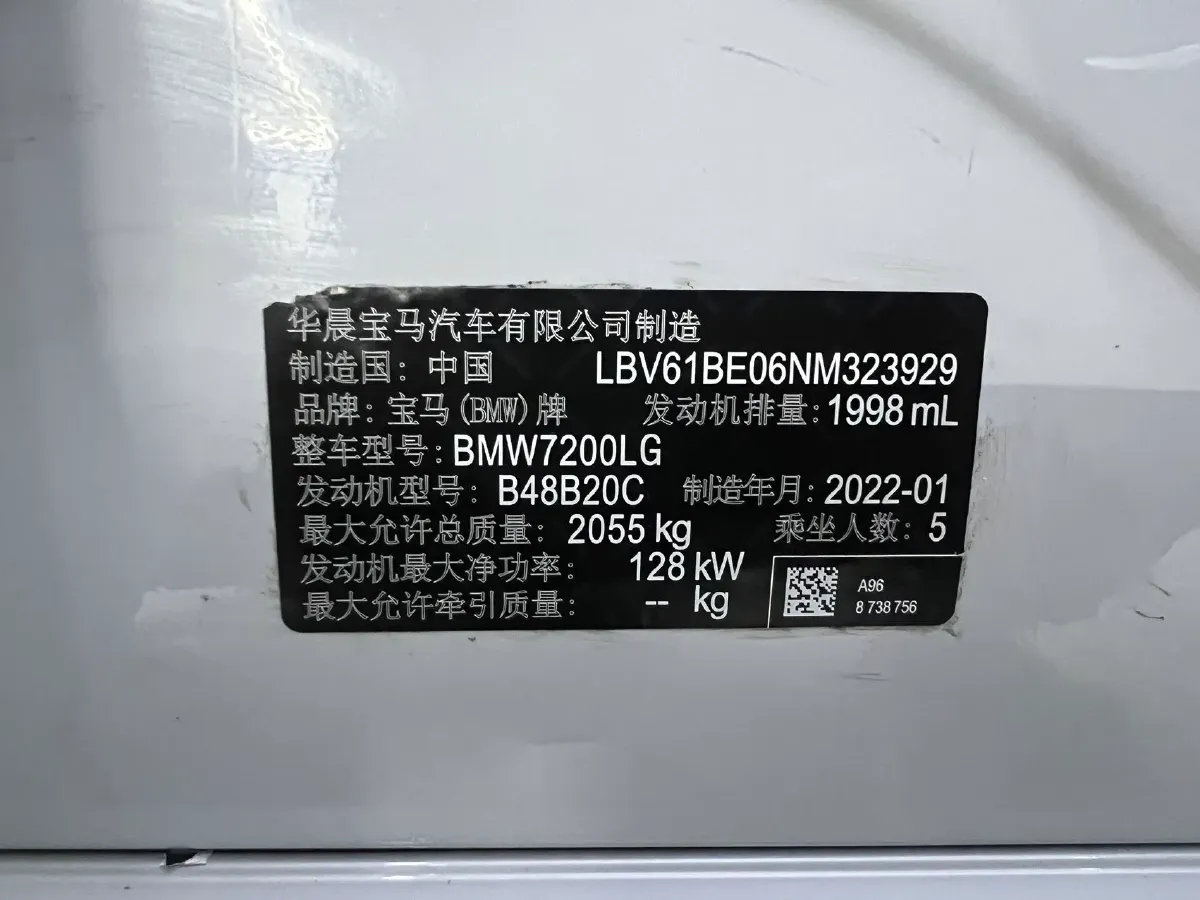 华晨宝马汽车有限公司制造
制造国：中国 LBV61BE06NM323929
品牌：宝马(BMW)牌 发动机排量：1998 mL
整车型号：BMW7200LG
发动机型号：B48B20C 制造年月：2022-01
最大允许总质量：2055 kg 乘坐人数：5
发动机最大净功率：128 kW
最大允许牵引质量：-- kg
A96
8 738 756